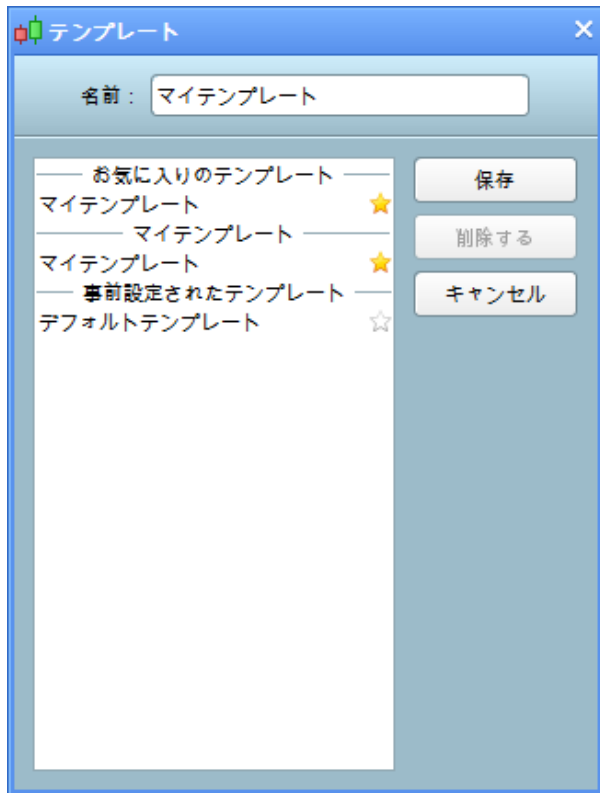 テンプレート
名前： マイテンプレート
お気に入りのテンプレート
マイテンプレート
マイテンプレート
マイテンプレート
事前設定されたテンプレート
デフォルトテンプレート
保存
削除する
キャンセル